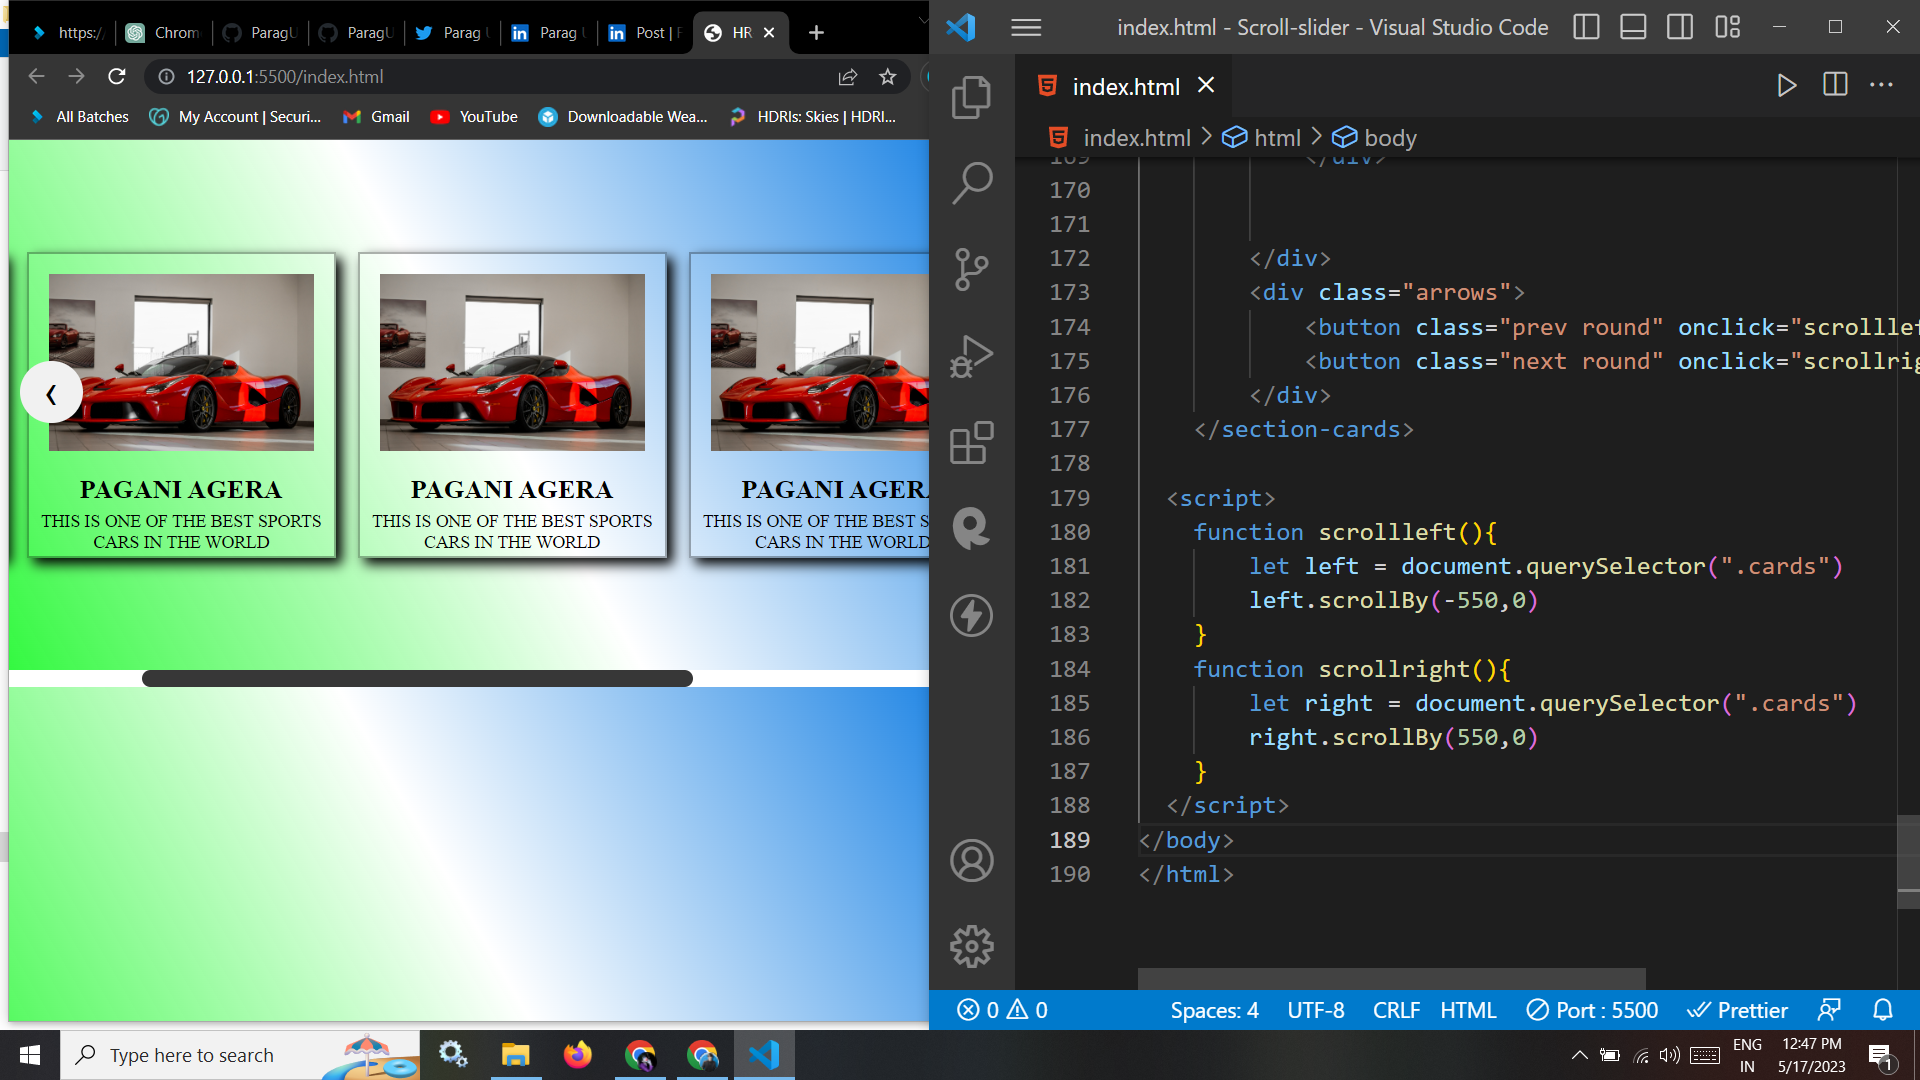 https:/
Chrom
ParagU
ParagU
Parag U
Parag
Post | F
HR
127.0.0.1:5500/index.html
All Batches
My Account | Securi...
Gmail
YouTube
Downloadable Wea...
HDRIs: Skies | HDRI...
‹
PAGANI AGERA
THIS IS ONE OF THE BEST SPORTS
CARS IN THE WORLD
PAGANI AGERA
THIS IS ONE OF THE BEST SPORTS
CARS IN THE WORLD
PAGANI AGERA
THIS IS ONE OF THE BEST S
CARS IN THE WORLD
index.html - Scroll-slider - Visual Studio Code
index.html
index.html > html > body
169 </div>
170
171
172 </div>
173 <div class="arrows">
174 <button class="prev round" onclick="scrolllef
175 <button class="next round" onclick="scrollrig
176 </div>
177 </section-cards>
178
179 <script>
180 function scrollleft(){
181 let left = document.querySelector(".cards")
182 left.scrollBy(-550,0)
183 }
184 function scrollright(){
185 let right = document.querySelector(".cards")
186 right.scrollBy(550,0)
187 }
188 </script>
189 </body>
190 </html>
0 0
Spaces: 4
UTF-8
CRLF
HTML
Port : 5500
Prettier
Type here to search
ENG
IN
12:47 PM
5/17/2023
1